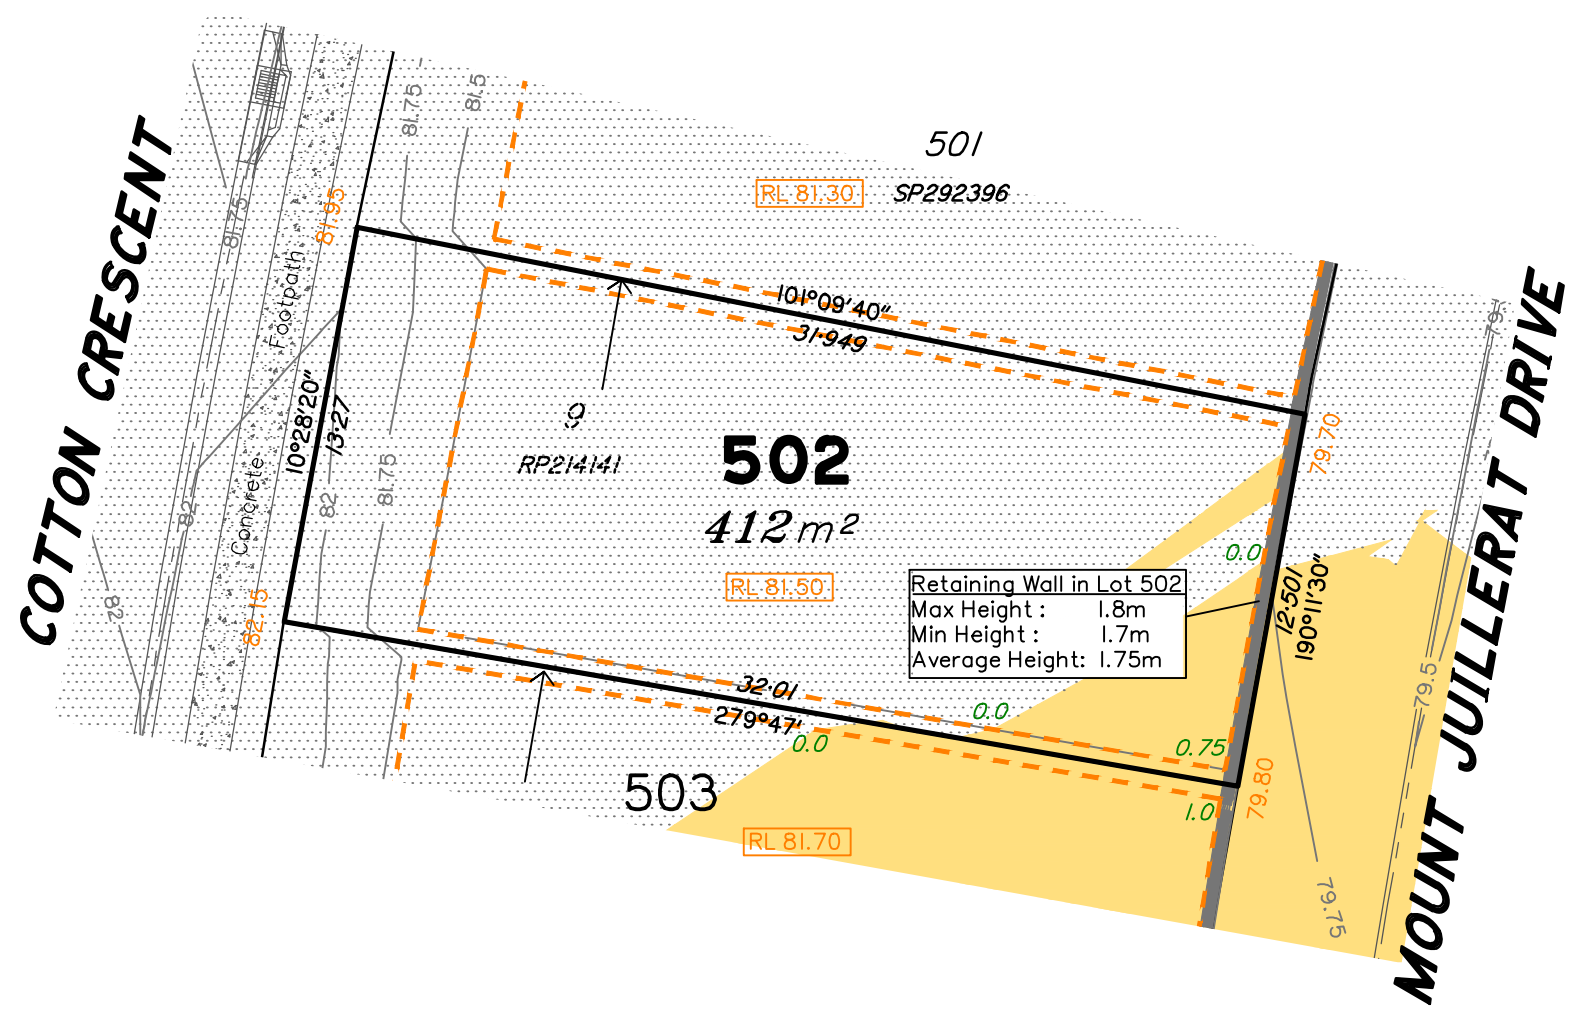 COTTON CRESCENT
81.75
81.5
501
RL 81.30
SP292396
81.95
81.75
Concrete Footpath
101°09'40"
31·949
79.
MOUNT JUILLERAT DRIVE
10°28'20"
13·27
9
RP214141
502
412m²
79.70
82
82
81.75
0.0
RL 81.50
Retaining Wall in Lot 502
Max Height : 1.8m
Min Height : 1.7m
Average Height: 1.75m
12·501
190°11'30"
82
82.15
32·01
279°47'
0.0
0.0
0.75
79.5
503
1.0
79.80
RL 81.70
79.75